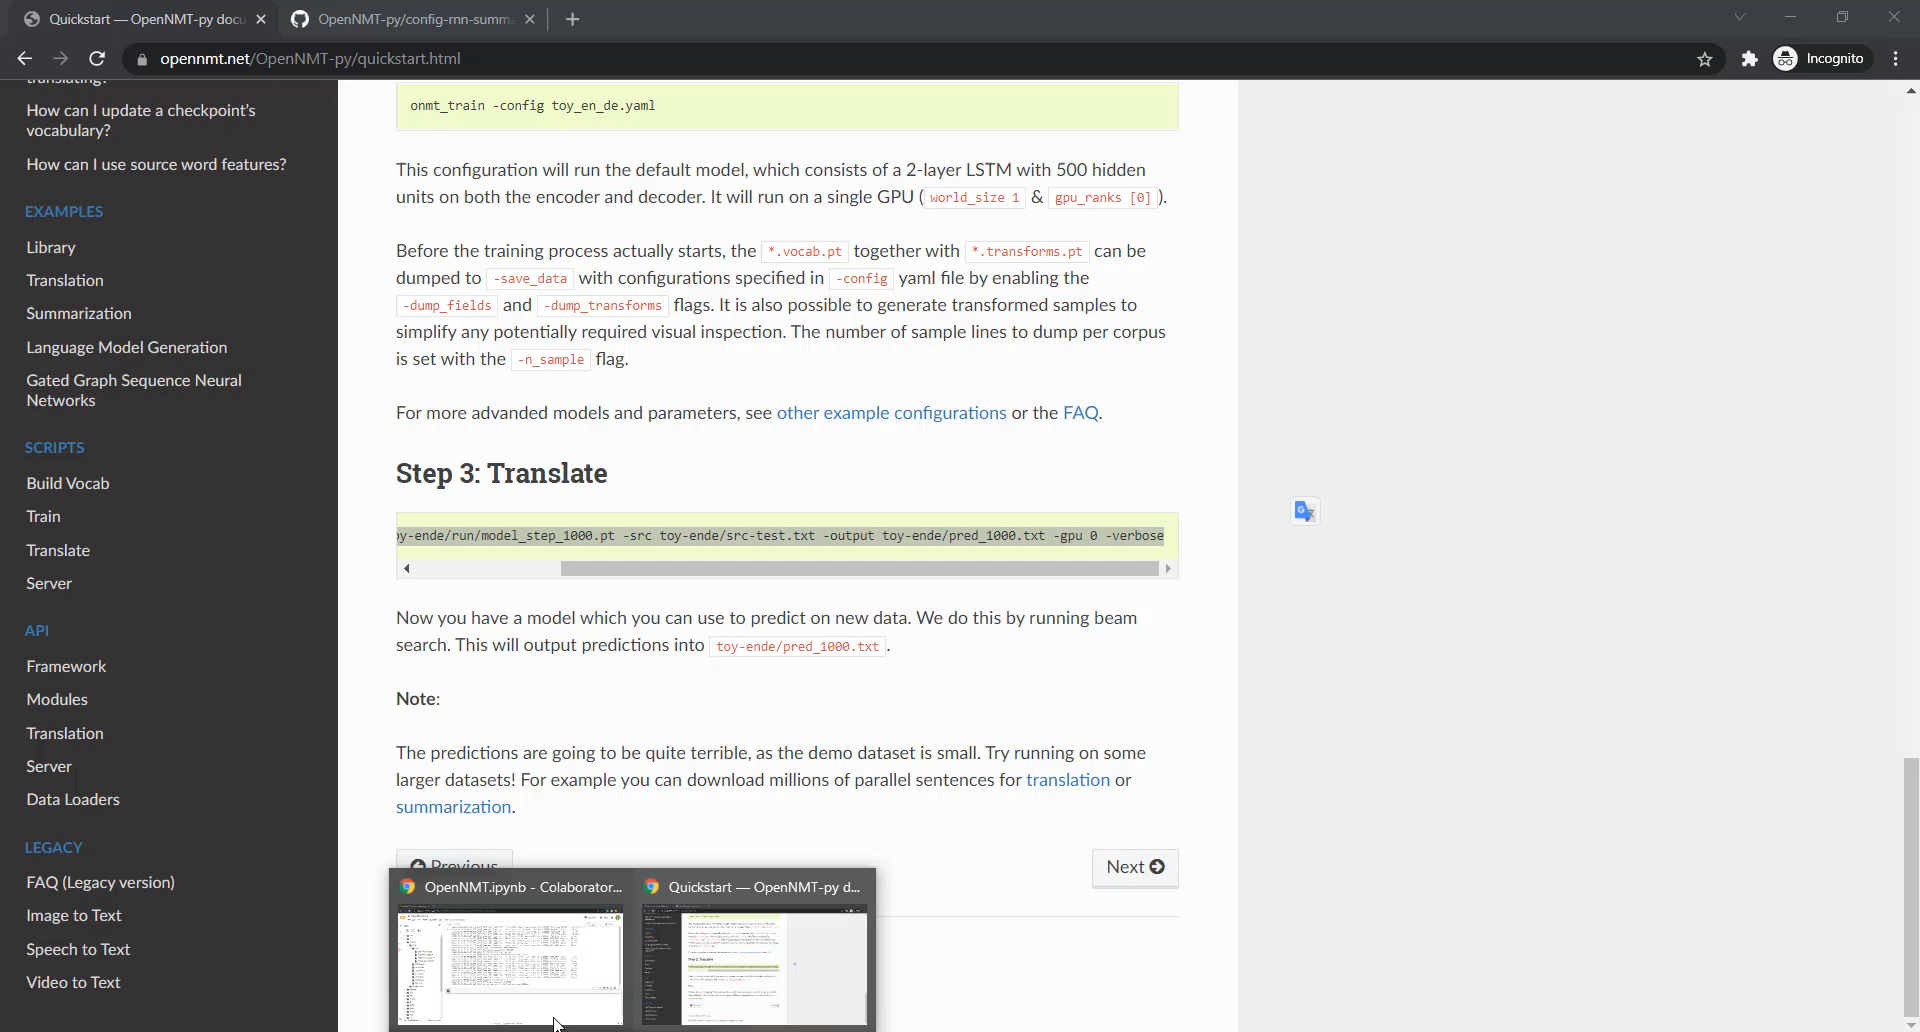 Quickstart — OpenNMT-py docu
OpenNMT-py/config-rnn-summa
opennmt.net/OpenNMT-py/quickstart.html
Incognito
translating?
How can I update a checkpoint's
vocabulary?
How can I use source word features?
EXAMPLES
Library
Translation
Summarization
Language Model Generation
Gated Graph Sequence Neural
Networks
SCRIPTS
Build Vocab
Train
Translate
Server
API
Framework
Modules
Translation
Server
Data Loaders
LEGACY
FAQ (Legacy version)
Image to Text
Speech to Text
Video to Text
onmt_train -config toy_en_de.yaml
This configuration will run the default model, which consists of a 2-layer LSTM with 500 hidden
units on both the encoder and decoder. It will run on a single GPU ( world_size 1 & gpu_ranks [0] ).
Before the training process actually starts, the *.vocab.pt together with *.transforms.pt can be
dumped to -save_data with configurations specified in -config yaml file by enabling the
-dump_fields and -dump_transforms flags. It is also possible to generate transformed samples to
simplify any potentially required visual inspection. The number of sample lines to dump per corpus
is set with the -n_sample flag.
For more advanded models and parameters, see other example configurations or the FAQ.
Step 3: Translate
oy-ende/run/model_step_1000.pt -src toy-ende/src-test.txt -output toy-ende/pred_1000.txt -gpu 0 -verbose
Now you have a model which you can use to predict on new data. We do this by running beam
search. This will output predictions into toy-ende/pred_1000.txt .
Note:
The predictions are going to be quite terrible, as the demo dataset is small. Try running on some
larger datasets! For example you can download millions of parallel sentences for translation or
summarization.
Previous
Next
OpenNMT.ipynb - Colaborator...
Quickstart — OpenNMT-py d...